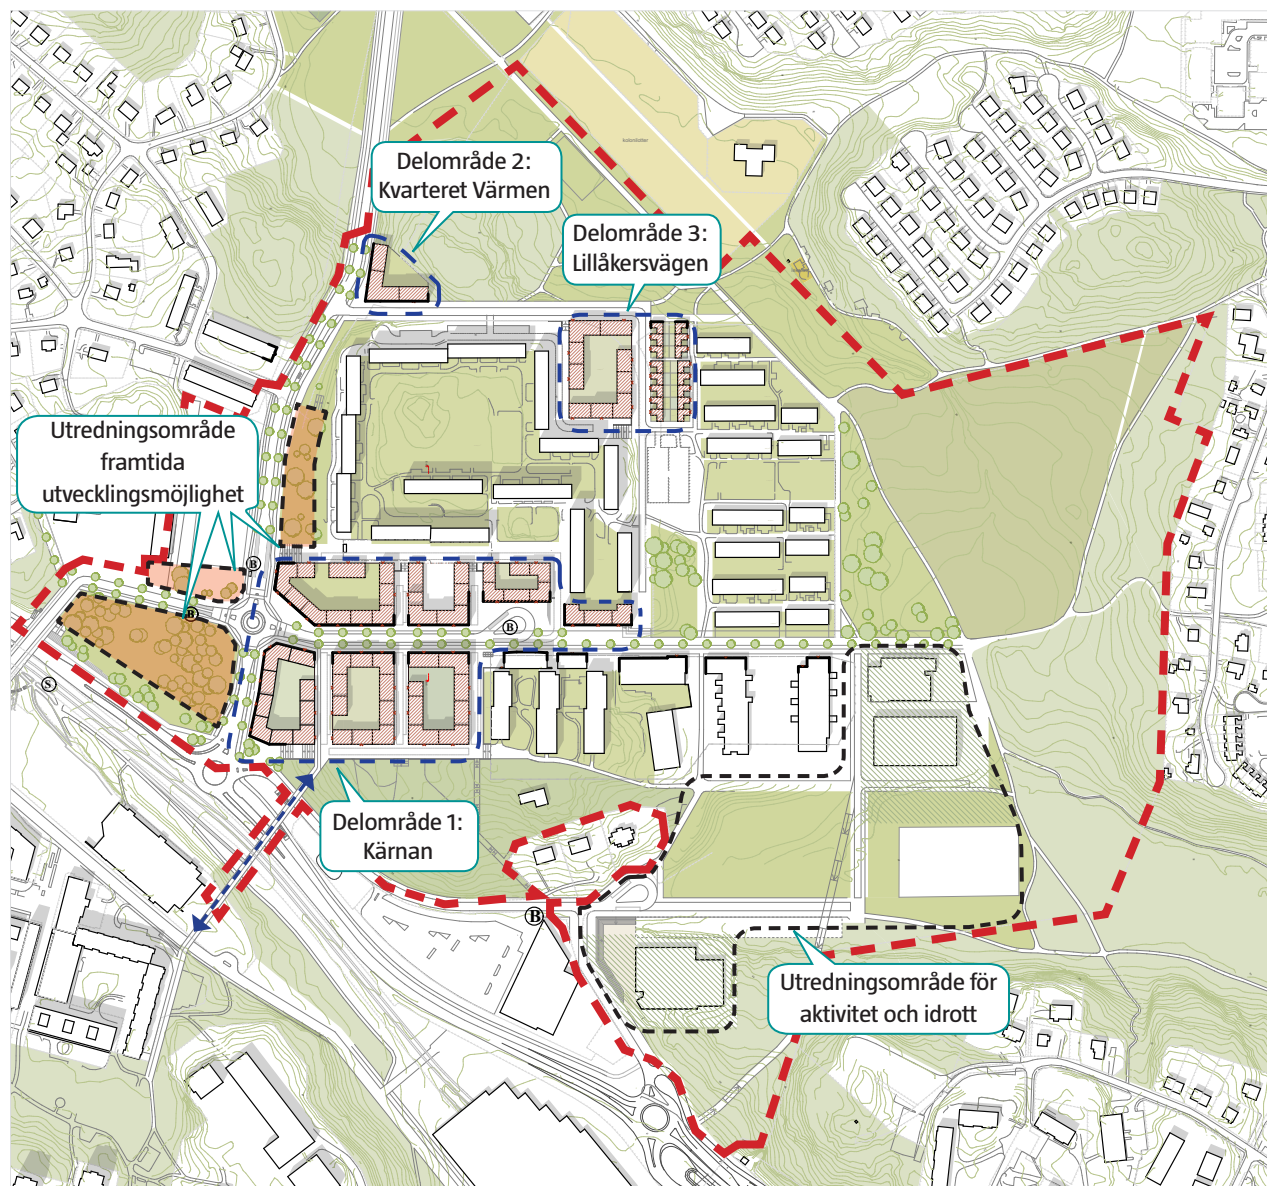 Delområde 2:
Kvarteret Värmen
Delområde 3:
Lillåkersvägen
Utredningsområde
framtida
utvecklingsmöjlighet
B
B
B
S
Delområde 1:
Kärnan
B
Utredningsområde för
aktivitet och idrott